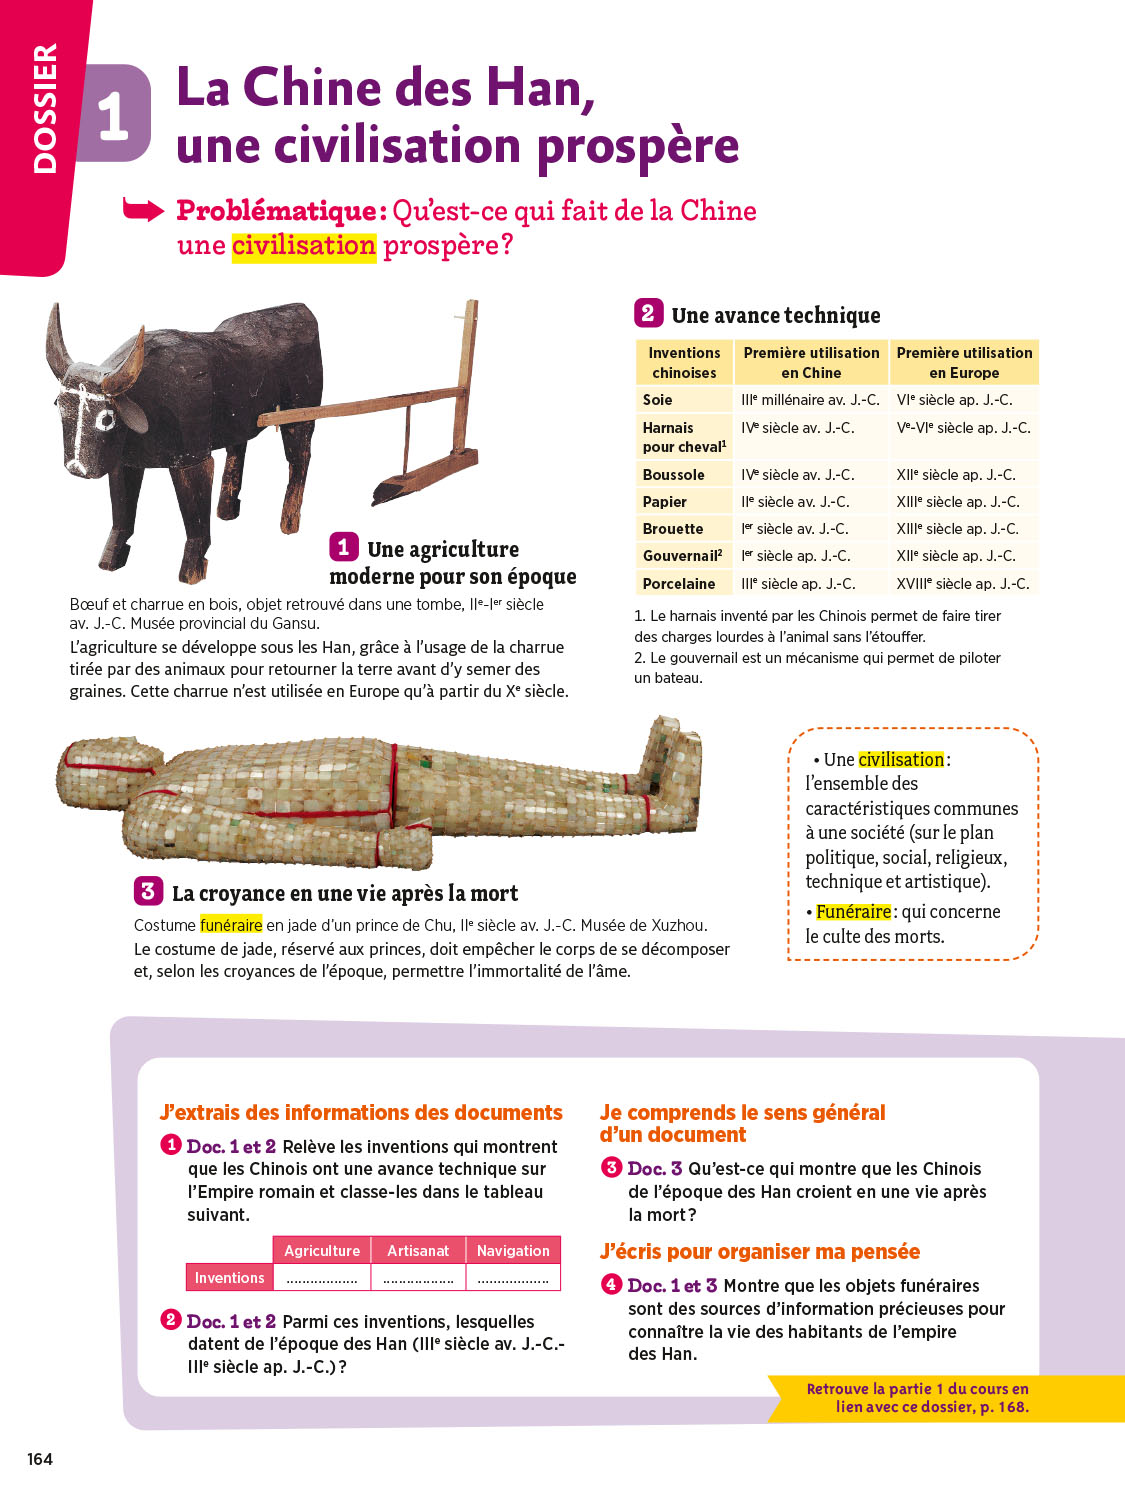 DOSSIER
1
La Chine des Han,
une civilisation prospère
Problématique : Qu’est-ce qui fait de la Chine
une civilisation prospère ?
1 Une agriculture
moderne pour son époque
Bœuf et charrue en bois, objet retrouvé dans une tombe, IIe-Ier siècle
av. J.-C. Musée provincial du Gansu.
L’agriculture se développe sous les Han, grâce à l’usage de la charrue
tirée par des animaux pour retourner la terre avant d’y semer des
graines. Cette charrue n’est utilisée en Europe qu’à partir du Xe siècle.
2 Une avance technique
Inventions chinoises | Première utilisation en Chine | Première utilisation en Europe
Soie | IIIe millénaire av. J.-C. | VIe siècle ap. J.-C.
Harnais pour cheval1 | IVe siècle av. J.-C. | Ve-VIe siècle ap. J.-C.
Boussole | IVe siècle av. J.-C. | XIIe siècle ap. J.-C.
Papier | IIe siècle av. J.-C. | XIIIe siècle ap. J.-C.
Brouette | Ier siècle av. J.-C. | XIIIe siècle ap. J.-C.
Gouvernail2 | Ier siècle ap. J.-C. | XIIe siècle ap. J.-C.
Porcelaine | IIIe siècle ap. J.-C. | XVIIIe siècle ap. J.-C.
1. Le harnais inventé par les Chinois permet de faire tirer
des charges lourdes à l’animal sans l’étouffer.
2. Le gouvernail est un mécanisme qui permet de piloter
un bateau.
3 La croyance en une vie après la mort
Costume funéraire en jade d’un prince de Chu, IIe siècle av. J.-C. Musée de Xuzhou.
Le costume de jade, réservé aux princes, doit empêcher le corps de se décomposer
et, selon les croyances de l’époque, permettre l’immortalité de l’âme.
• Une civilisation :
l’ensemble des
caractéristiques communes
à une société (sur le plan
politique, social, religieux,
technique et artistique).
• Funéraire : qui concerne
le culte des morts.
J’extrais des informations des documents
1 Doc. 1 et 2 Relève les inventions qui montrent
que les Chinois ont une avance technique sur
l’Empire romain et classe-les dans le tableau
suivant.
Agriculture | Artisanat | Navigation
Inventions | .................. | .................. | ..................
2 Doc. 1 et 2 Parmi ces inventions, lesquelles
datent de l’époque des Han (IIIe siècle av. J.-C.-
IIIe siècle ap. J.-C.) ?
Je comprends le sens général
d’un document
3 Doc. 3 Qu’est-ce qui montre que les Chinois
de l’époque des Han croient en une vie après
la mort ?
J’écris pour organiser ma pensée
4 Doc. 1 et 3 Montre que les objets funéraires
sont des sources d’information précieuses pour
connaître la vie des habitants de l’empire
des Han.
Retrouve la partie 1 du cours en
lien avec ce dossier, p. 168.
164